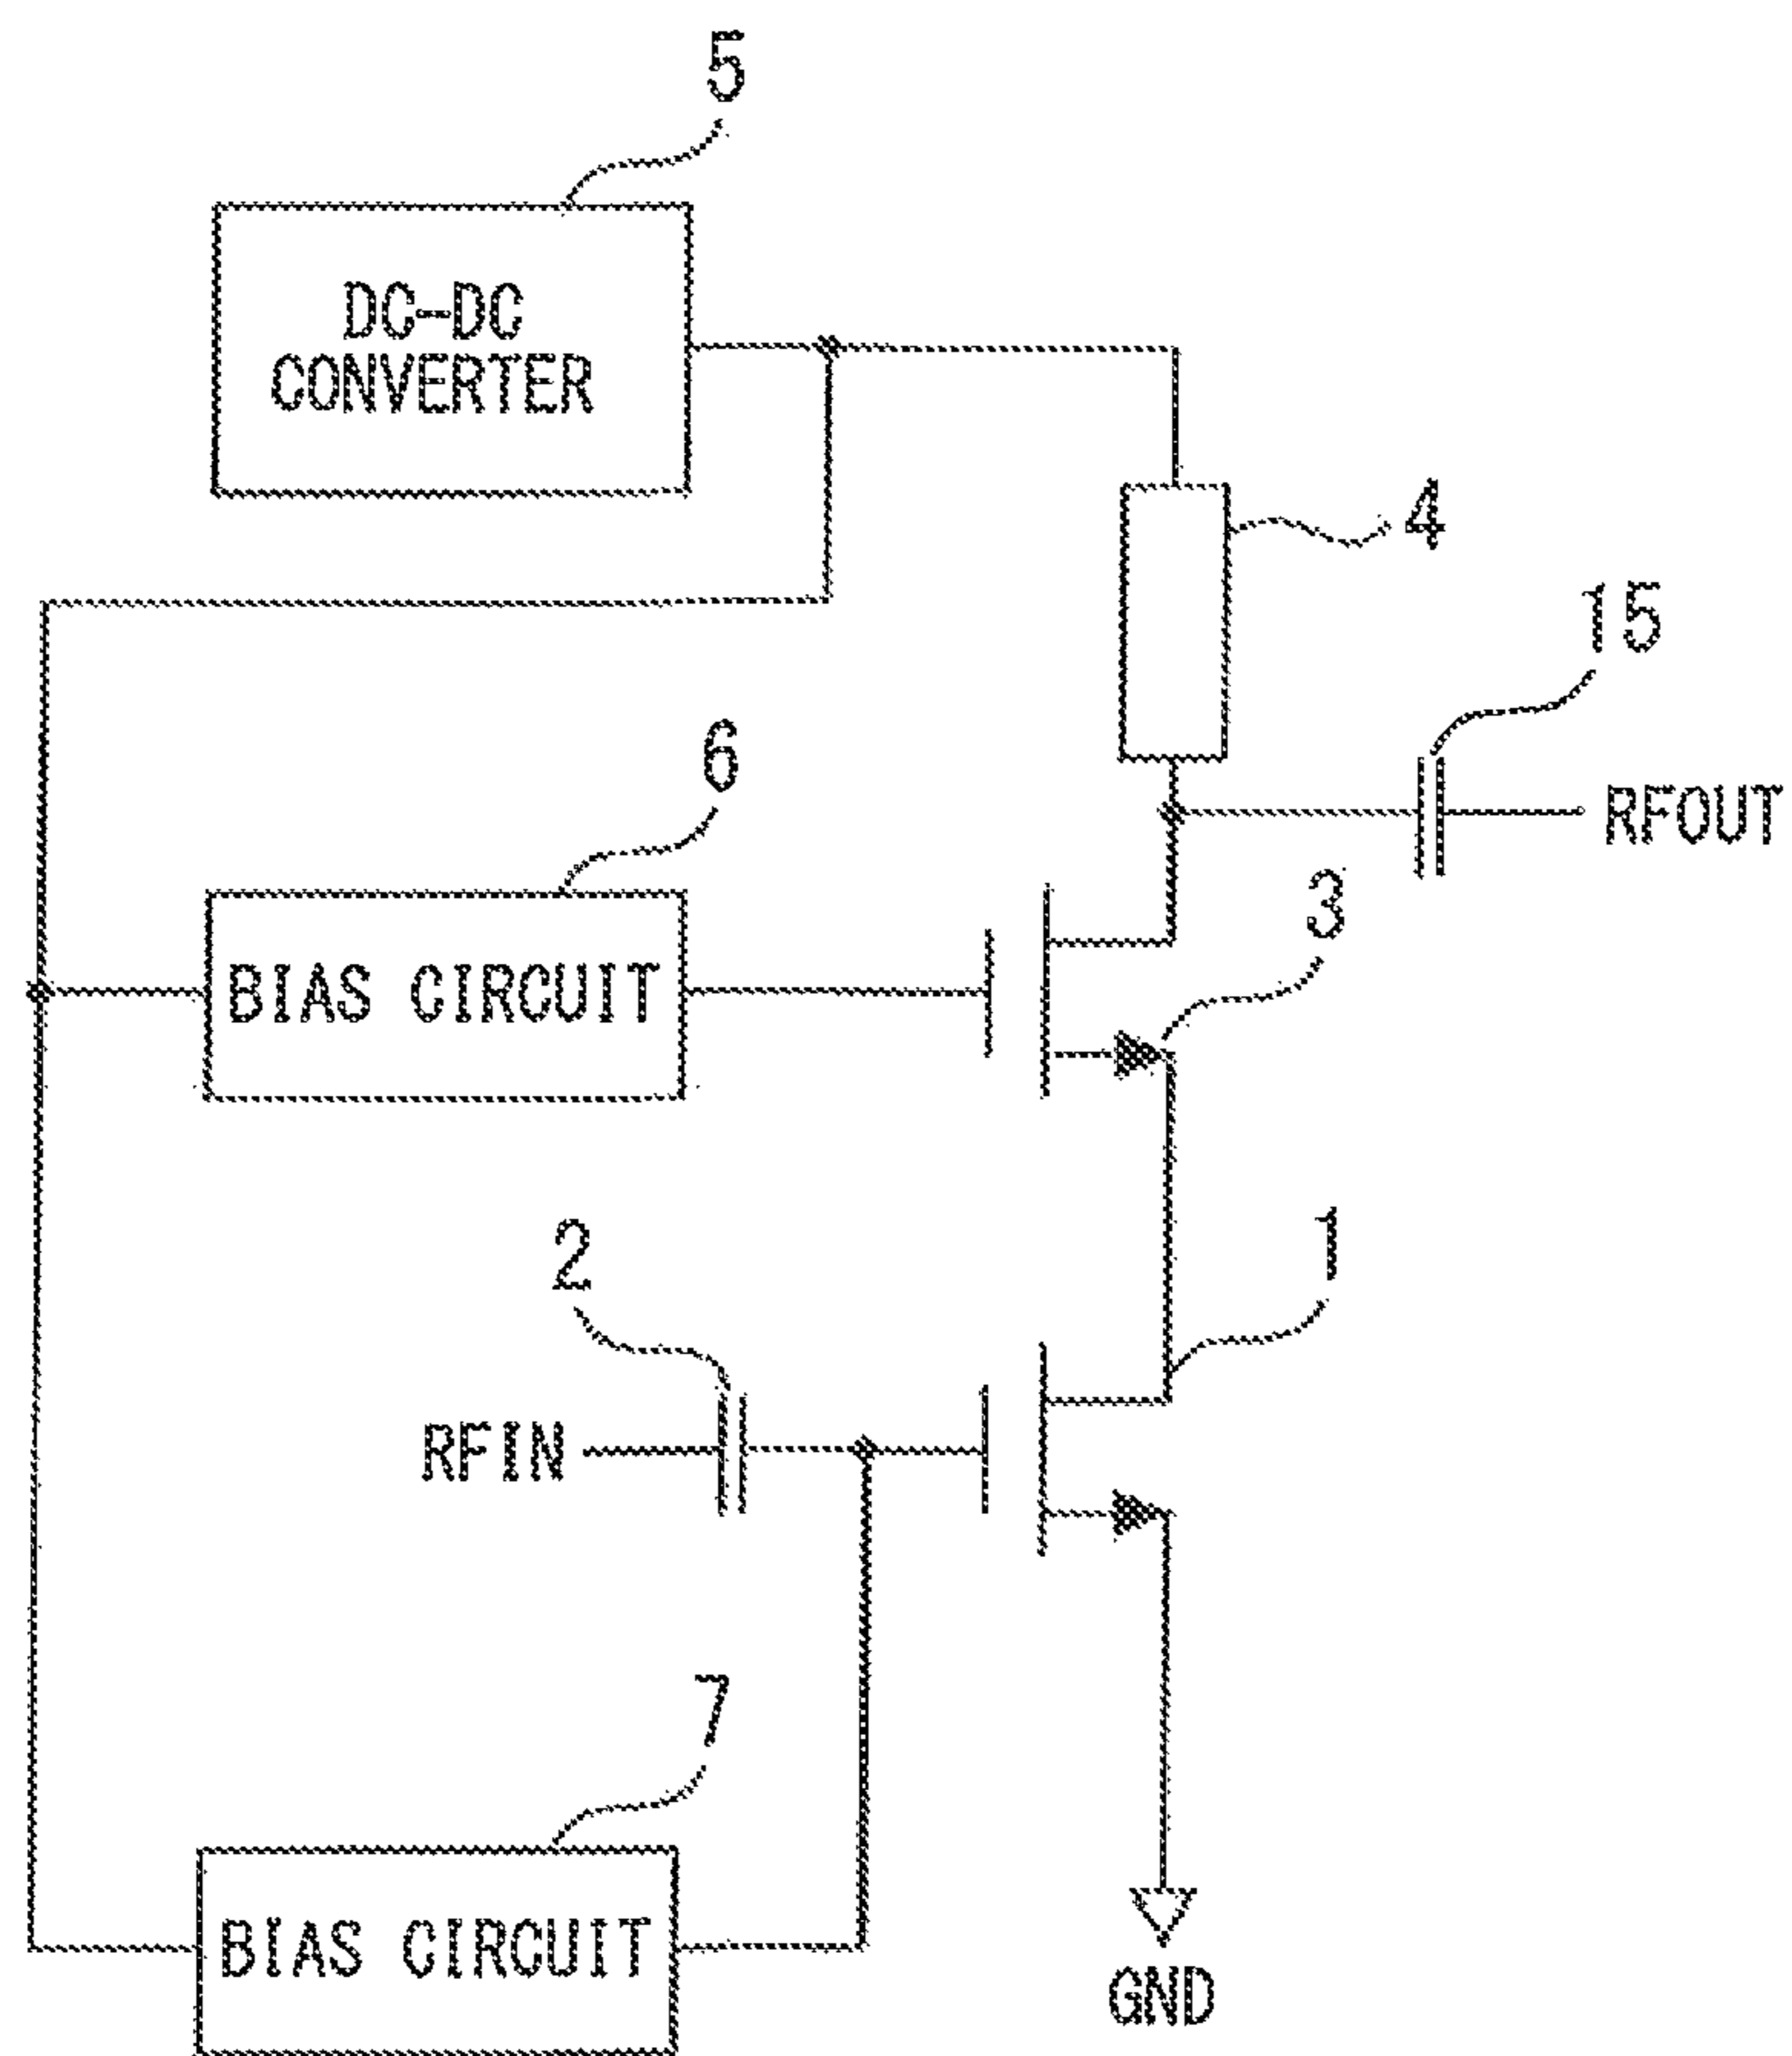 5
DC-DC
CONVERTER
4
15
6
RFOUT
3
BIAS CIRCUIT
2
1
RFIN
7
BIAS CIRCUIT
GND